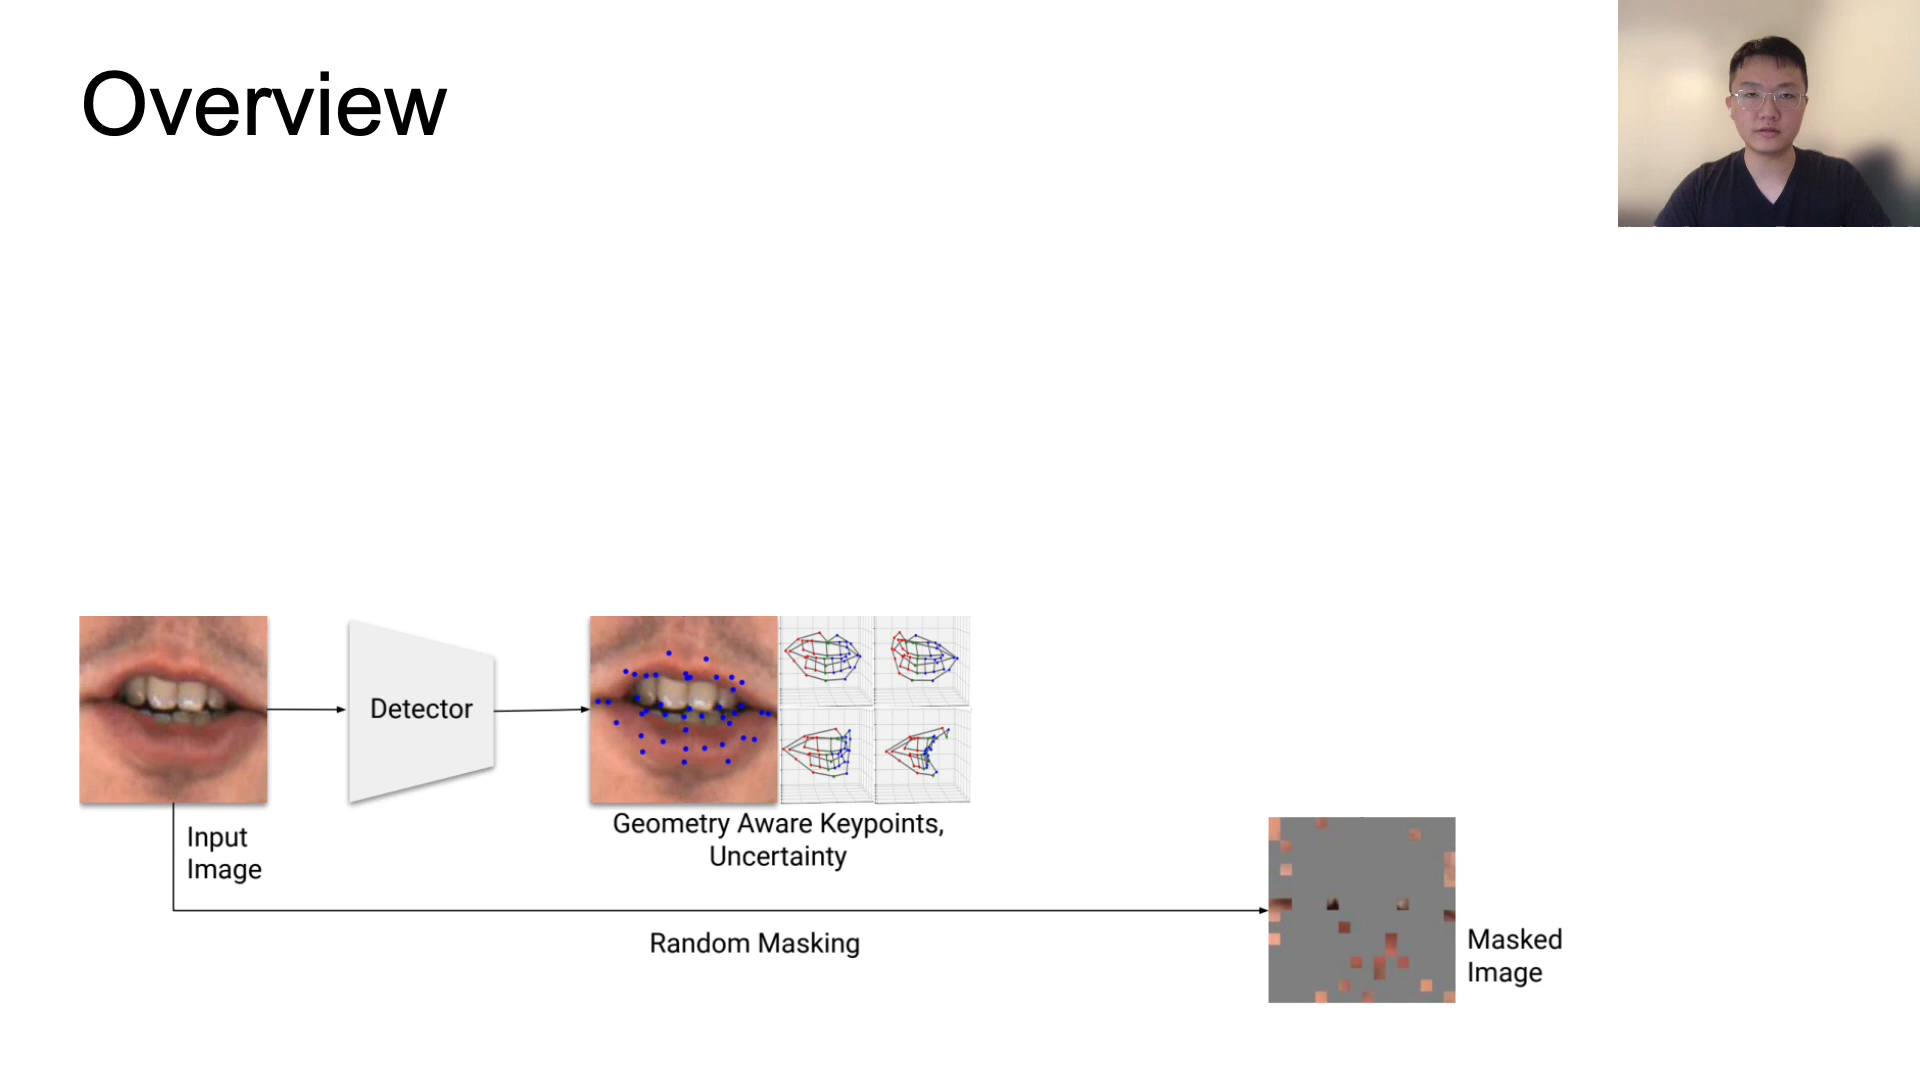 Overview
Detector
Input
Image
Geometry Aware Keypoints,
Uncertainty
Random Masking
Masked
Image